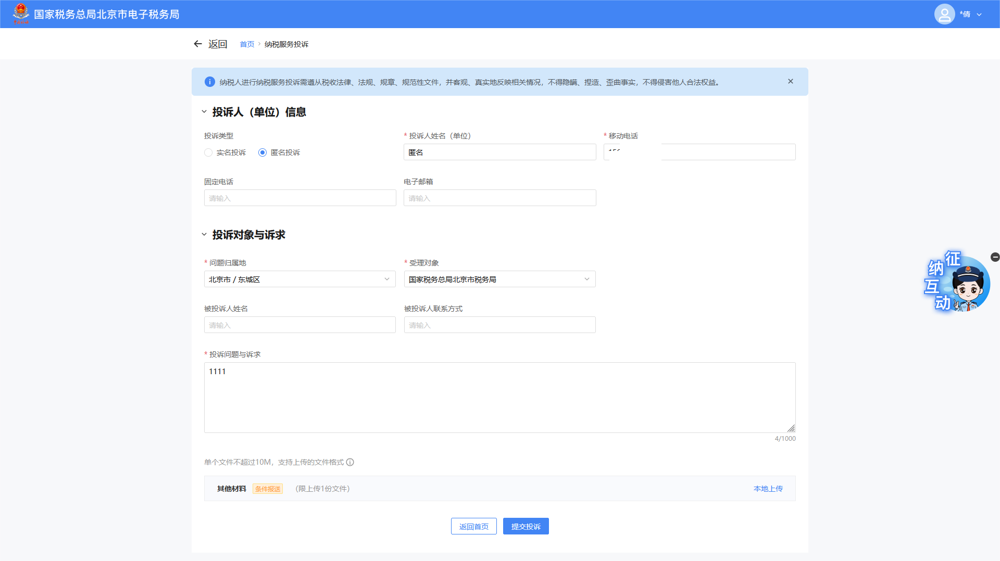 国家税务总局北京市电子税务局
*倩
返回
首页 > 纳税服务投诉
纳税人进行纳税服务投诉需遵从税收法律、法规、规章、规范性文件，并客观、真实地反映相关情况，不得隐瞒、捏造、歪曲事实，不得侵害他人合法权益。
投诉人（单位）信息
投诉类型
实名投诉
匿名投诉
* 投诉人姓名（单位）
匿名
* 移动电话
固定电话
请输入
电子邮箱
请输入
投诉对象与诉求
* 问题归属地
北京市 / 东城区
* 受理对象
国家税务总局北京市税务局
被投诉人姓名
请输入
被投诉人联系方式
请输入
* 投诉问题与诉求
1111
4/1000
单个文件不超过10M，支持上传的文件格式
其他材料 条件报送 （限上传1份文件）
本地上传
返回首页
提交投诉
征
纳
互
动